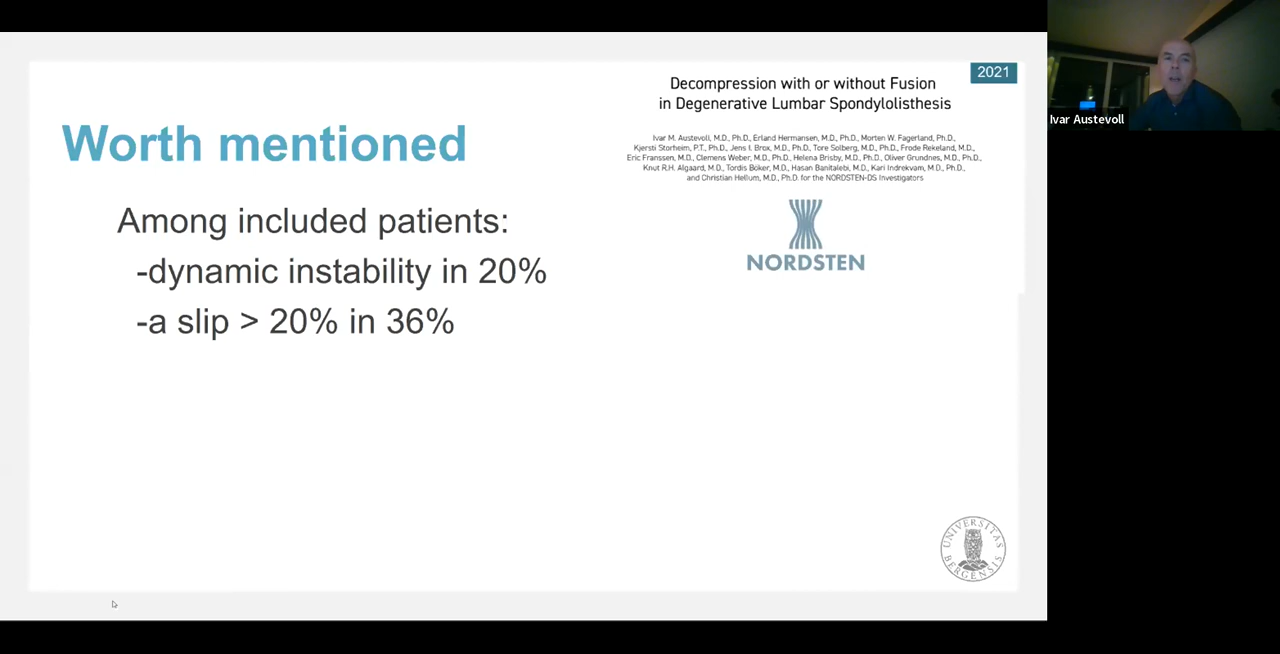 2021
Decompression with or without Fusion
in Degenerative Lumbar Spondylolisthesis
Ivar M. Austevoll, M.D., Ph.D., Erland Hermansen, M.D., Ph.D., Morten W. Fagerland, Ph.D.,
Kjersti Storheim, P.T., Ph.D., Jens I. Brox, M.D., Ph.D., Tore Solberg, M.D., Ph.D., Frode Rekeland, M.D.,
Eric Franssen, M.D., Clemens Weber, M.D., Ph.D., Helena Brisby, M.D., Ph.D., Oliver Grundnes, M.D., Ph.D.,
Knut R.H. Algaard, M.D., Tordis Böker, M.D., Hasan Banitalebi, M.D., Kari Indrekvam, M.D., Ph.D.,
and Christian Hellum, M.D., Ph.D. for the NORDSTEN-DS Investigators
NORDSTEN
Worth mentioned
Among included patients:
-dynamic instability in 20%
-a slip > 20% in 36%
UNIVERSITAS
BERGENSIS
Ivar Austevoll